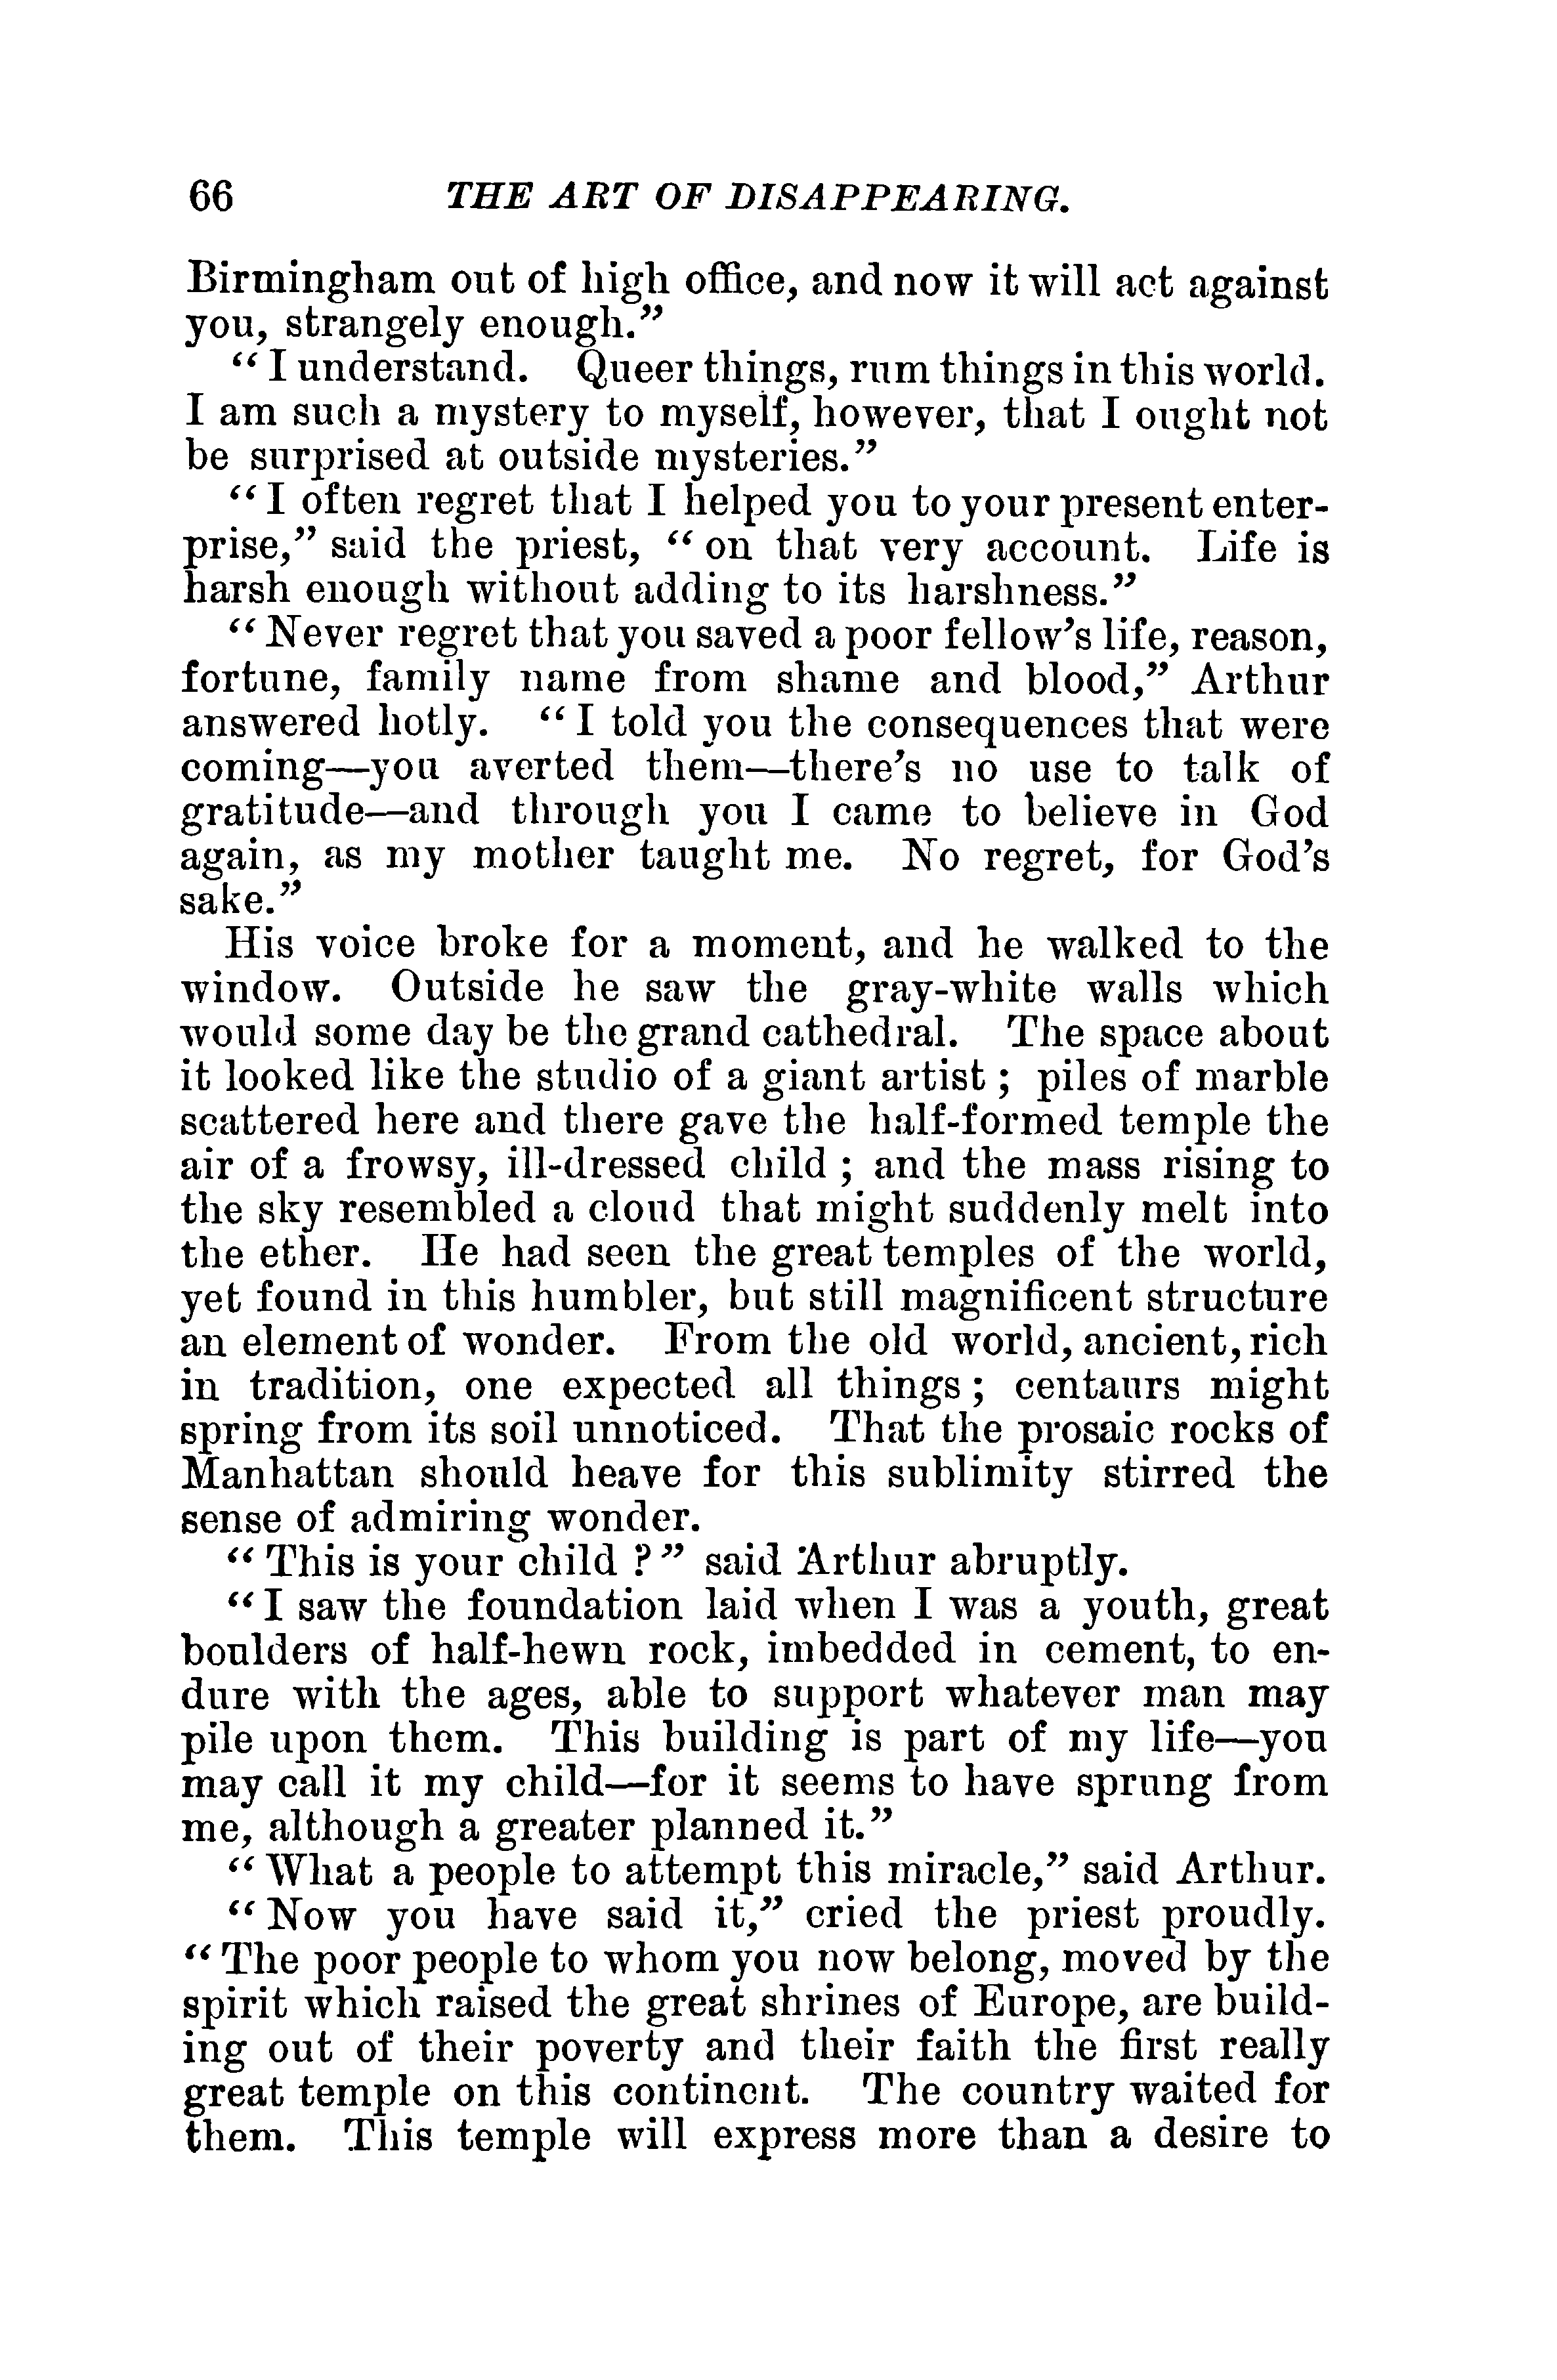 66 THE ART OF DISAPPEARING.
Birmingham out of high office, and now it will act against
you, strangely enough.”
“I understand. Queer things, rum things in this world.
I am such a mystery to myself, however, that I ought not
be surprised at outside mysteries.”
“I often regret that I helped you to your present enter-
prise,” said the priest, “on that very account. Life is
harsh enough without adding to its harshness.”
“Never regret that you saved a poor fellow’s life, reason,
fortune, family name from shame and blood,” Arthur
answered hotly. “I told you the consequences that were
coming—you averted them—there’s no use to talk of
gratitude—and through you I came to believe in God
again, as my mother taught me. No regret, for God’s
sake.”
His voice broke for a moment, and he walked to the
window. Outside he saw the gray-white walls which
would some day be the grand cathedral. The space about
it looked like the studio of a giant artist; piles of marble
scattered here and there gave the half-formed temple the
air of a frowsy, ill-dressed child; and the mass rising to
the sky resembled a cloud that might suddenly melt into
the ether. He had seen the great temples of the world,
yet found in this humbler, but still magnificent structure
an element of wonder. From the old world, ancient, rich
in tradition, one expected all things; centaurs might
spring from its soil unnoticed. That the prosaic rocks of
Manhattan should heave for this sublimity stirred the
sense of admiring wonder.
“This is your child?” said Arthur abruptly.
“I saw the foundation laid when I was a youth, great
boulders of half-hewn rock, imbedded in cement, to en-
dure with the ages, able to support whatever man may
pile upon them. This building is part of my life—you
may call it my child—for it seems to have sprung from
me, although a greater planned it.”
“What a people to attempt this miracle,” said Arthur.
“Now you have said it,” cried the priest proudly.
“The poor people to whom you now belong, moved by the
spirit which raised the great shrines of Europe, are build-
ing out of their poverty and their faith the first really
great temple on this continent. The country waited for
them. This temple will express more than a desire to